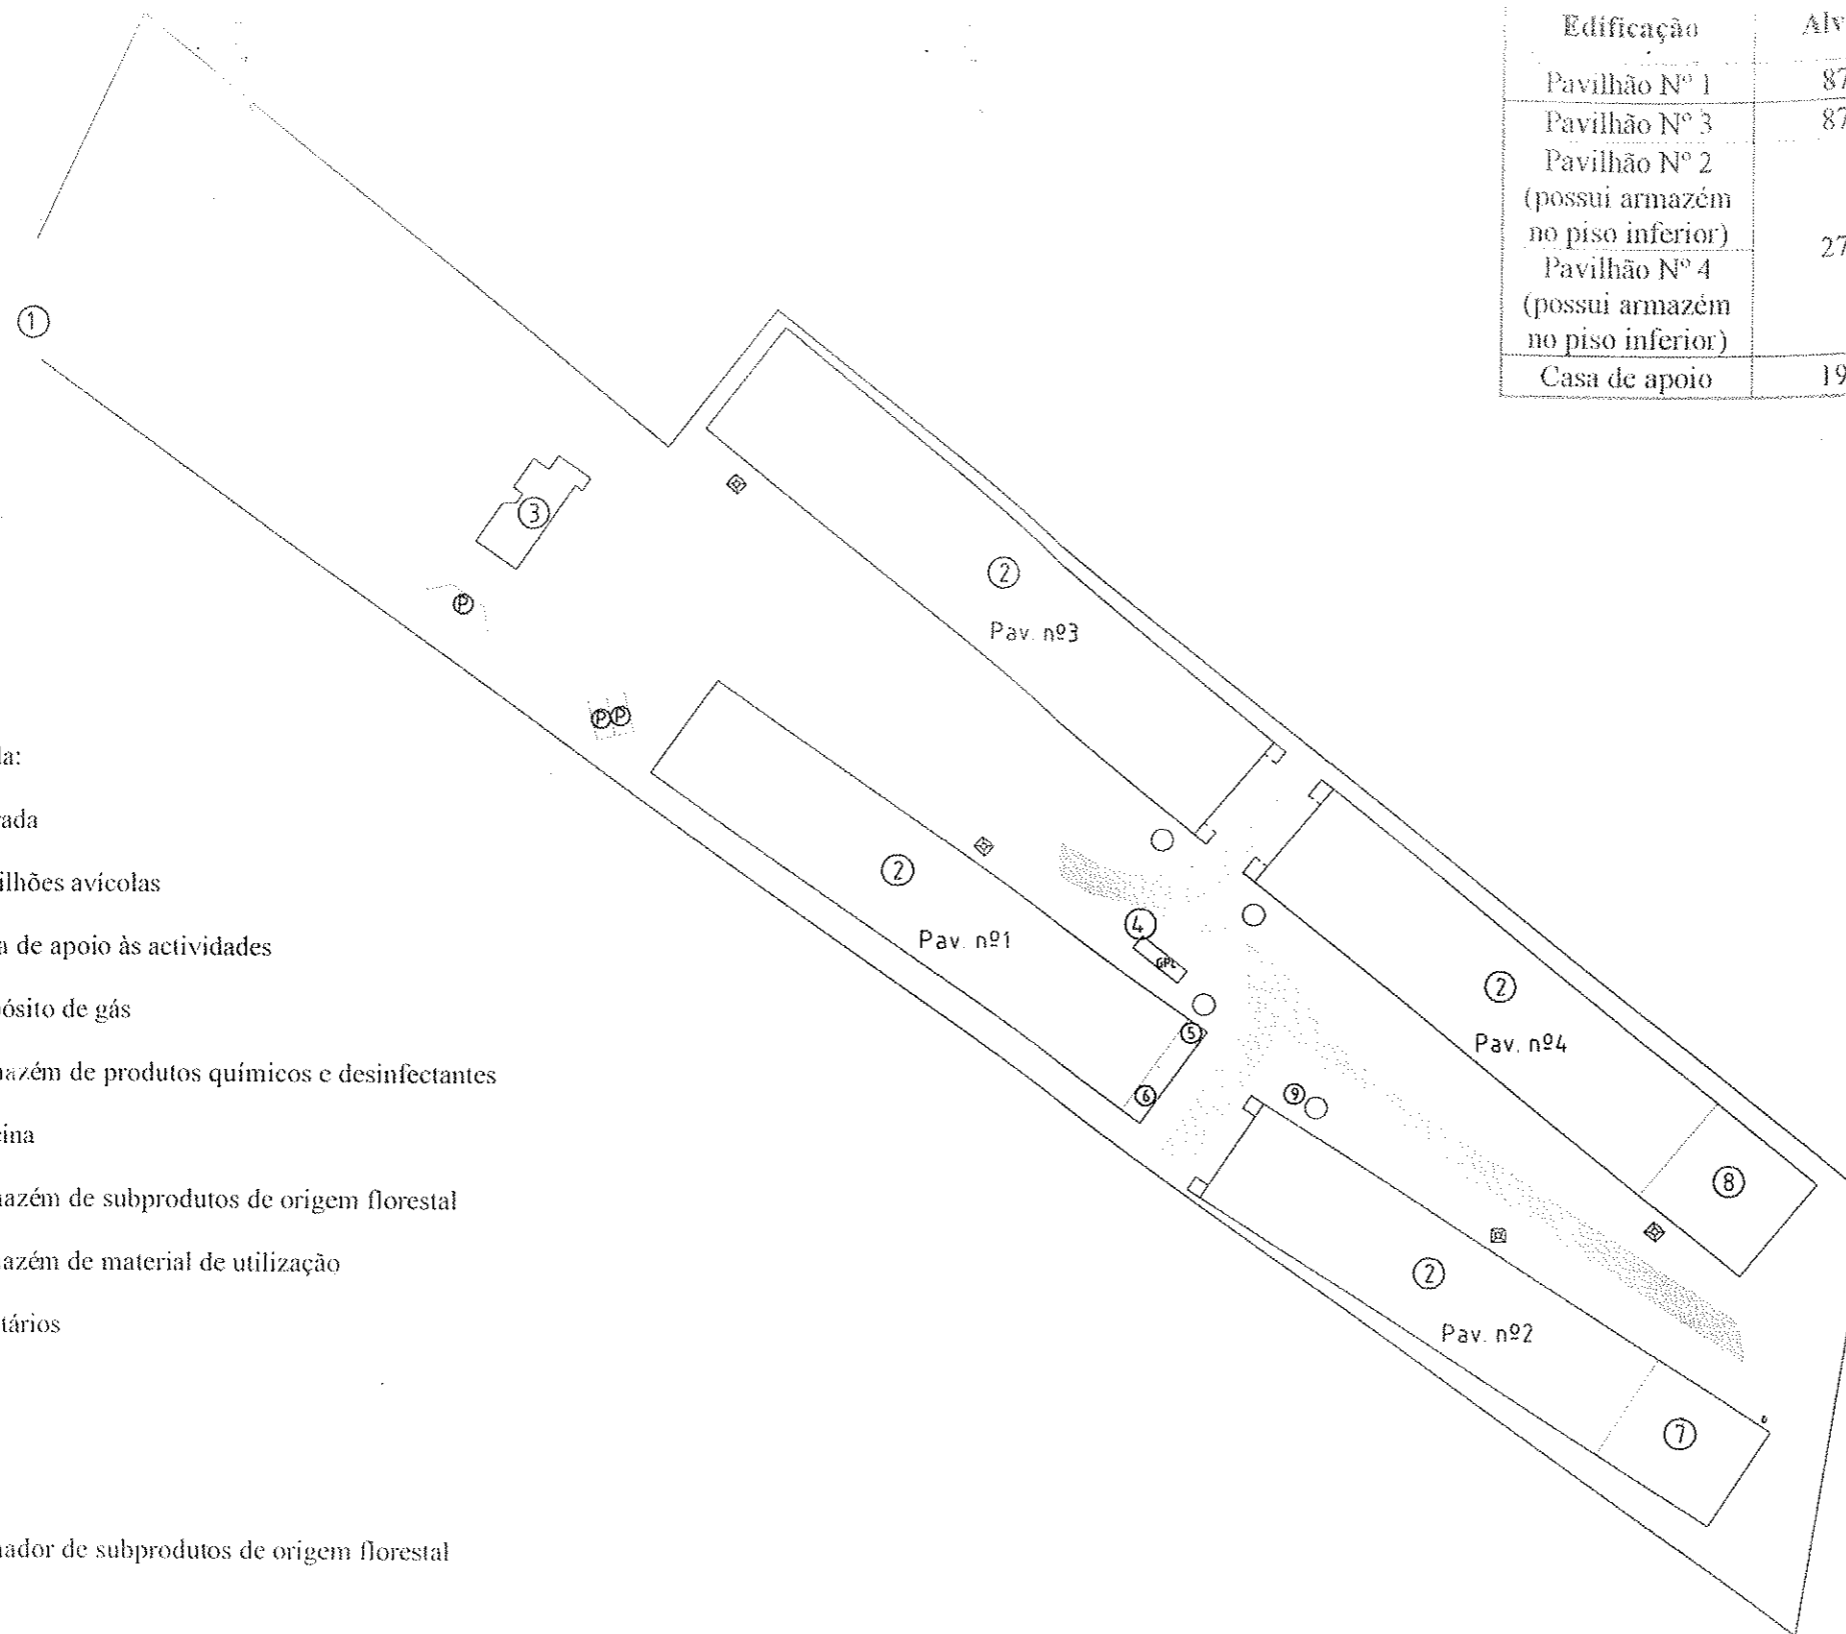 Edificação Alv
Pavilhão Nº 1 87
Pavilhão Nº 3 87
Pavilhão Nº 2
(possui armazém
no piso inferior)
27
Pavilhão Nº 4
(possui armazém
no piso inferior)
Casa de apoio 19
1
3
P
P P
2
Pav. nº3
2
Pav. nº1
4
GPL
5
6
2
Pav. nº4
8
9
2
Pav. nº2
7
da:
rada
ilhões avícolas
a de apoio às actividades
ósito de gás
nazém de produtos químicos e desinfectantes
cina
nazém de subprodutos de origem florestal
azém de material de utilização
tários
nador de subprodutos de origem florestal